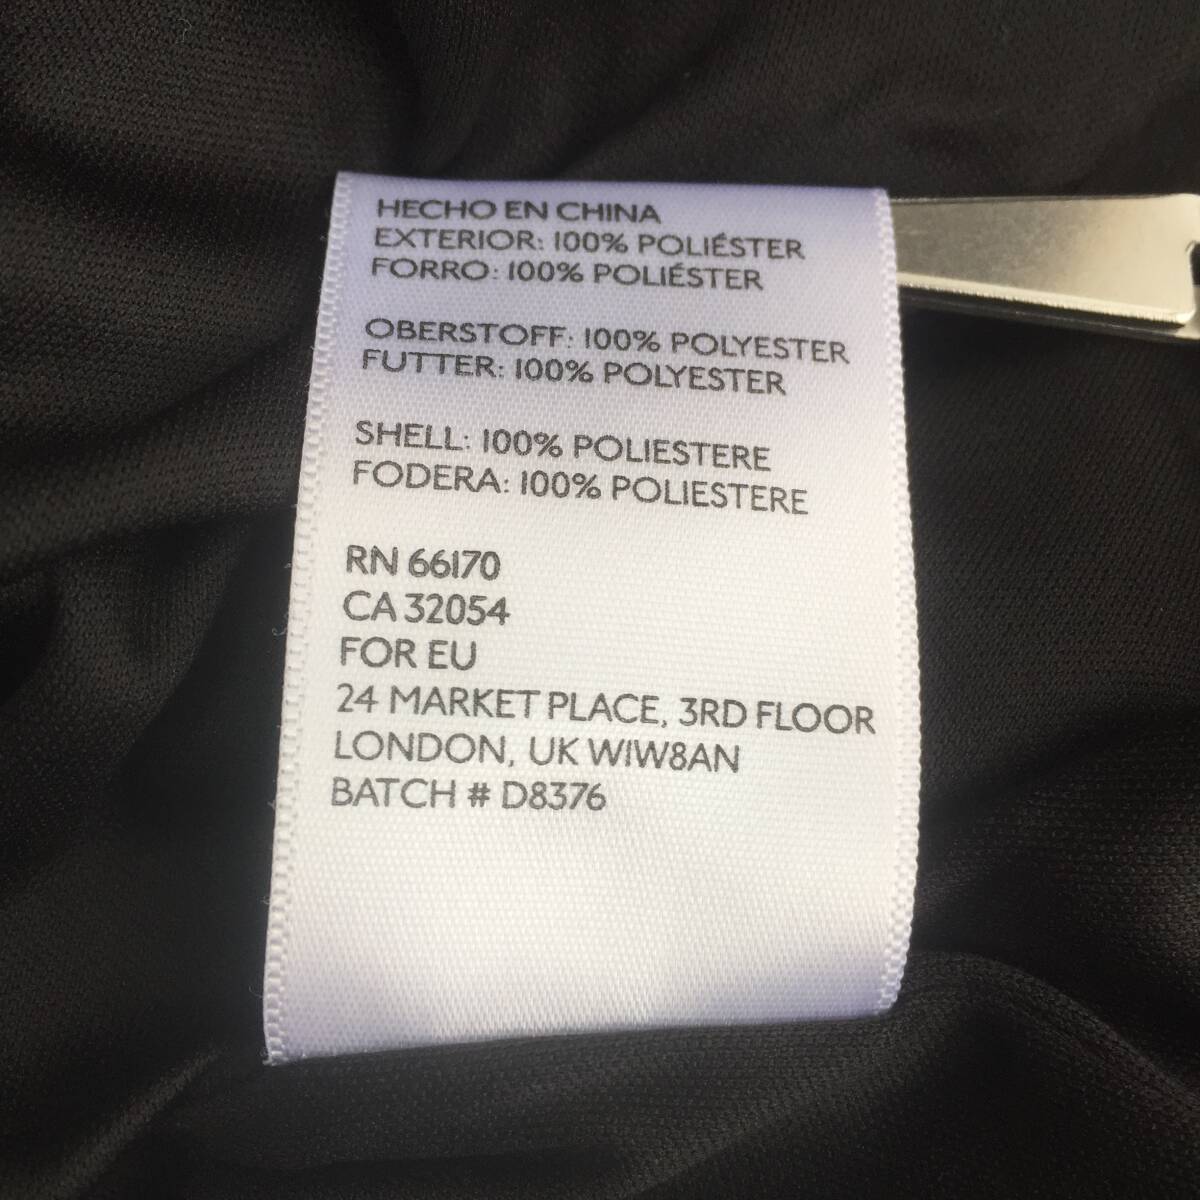 HECHO EN CHINA
EXTERIOR: 100% POLIÉSTER
FORRO: 100% POLIÉSTER
OBERSTOFF: 100% POLYESTER
FUTTER: 100% POLYESTER
SHELL: 100% POLIESTERE
FODERA: 100% POLIESTERE
RN 66170
CA 32054
FOR EU
24 MARKET PLACE, 3RD FLOOR
LONDON, UK W1W8AN
BATCH # D8376